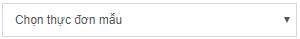 Chọn thực đơn mẫu